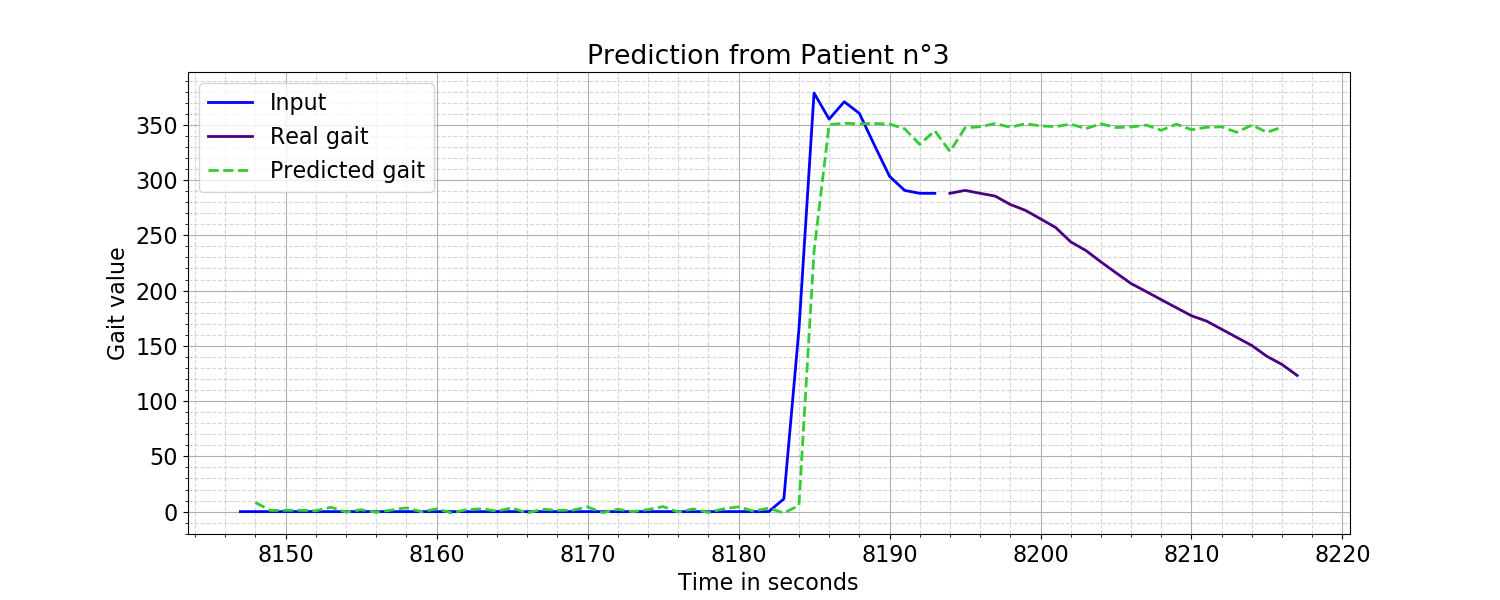 Prediction from Patient n°3
Input
Real gait
Predicted gait
Gait value
350
300
250
200
150
100
50
0
8150 8160 8170 8180 8190 8200 8210 8220
Time in seconds